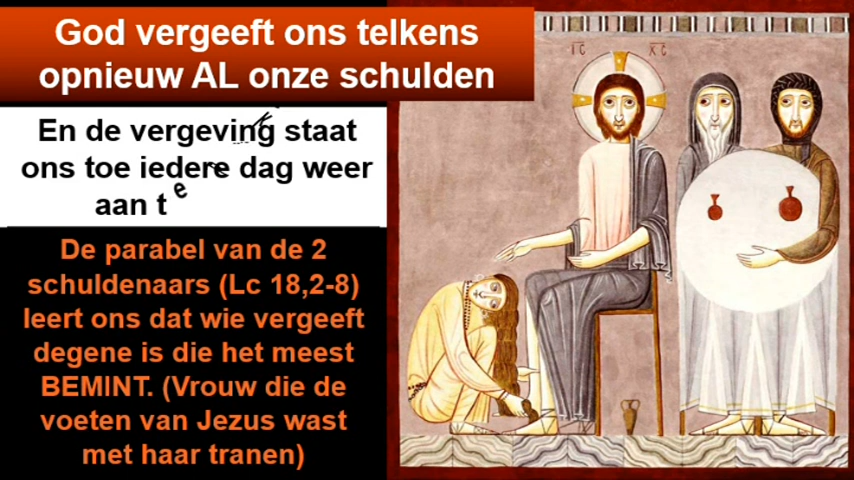 God vergeeft ons telkens
opnieuw AL onze schulden
En de vergeving staat
ons toe iedere dag weer
aan t e
De parabel van de 2
schuldenaars (Lc 18,2-8)
leert ons dat wie vergeeft
degene is die het meest
BEMINT. (Vrouw die de
voeten van Jezus wast
met haar tranen)
IC XC